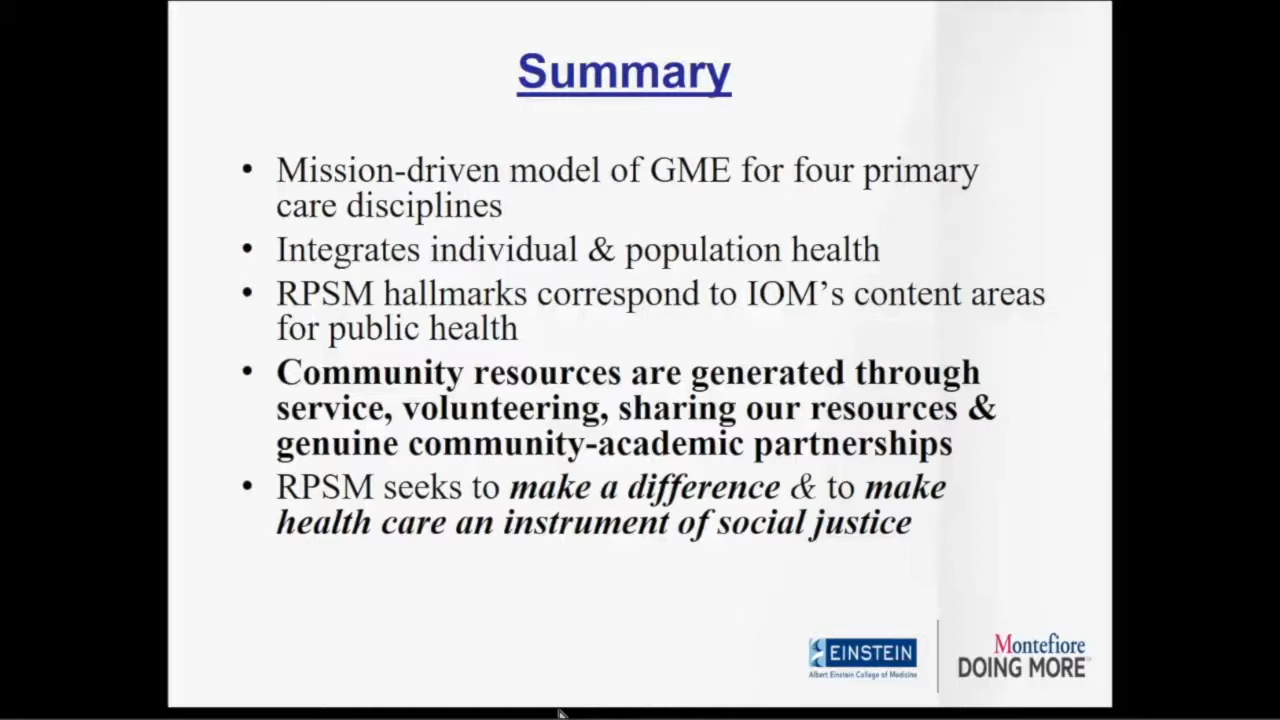 Summary
• Mission-driven model of GME for four primary
care disciplines
• Integrates individual & population health
• RPSM hallmarks correspond to IOM’s content areas
for public health
• Community resources are generated through
service, volunteering, sharing our resources &
genuine community-academic partnerships
• RPSM seeks to make a difference & to make
health care an instrument of social justice
EINSTEIN
Albert Einstein College of Medicine
Montefiore
DOING MORE